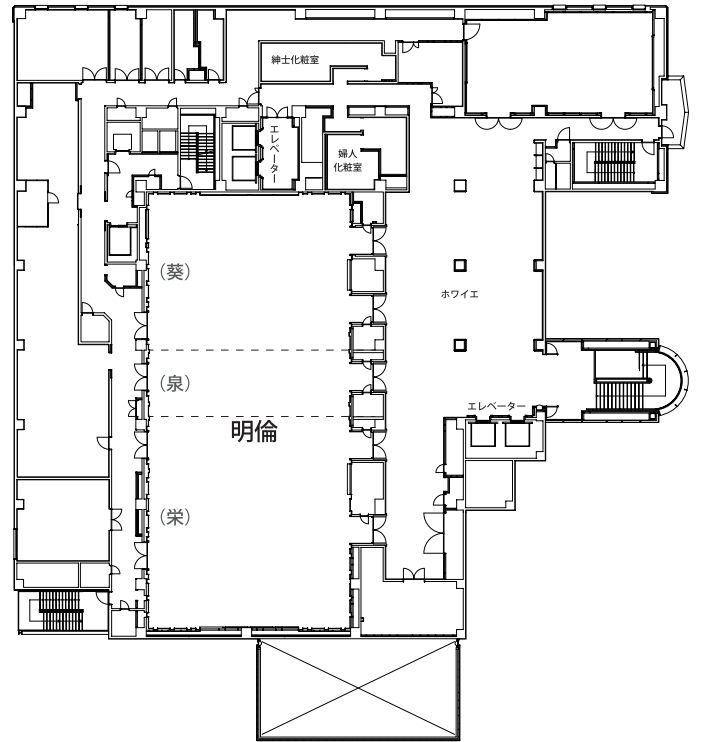 紳士化粧室
エレベーター
婦人
化粧室
（葵）
ホワイエ
（泉）
エレベーター
明倫
（栄）